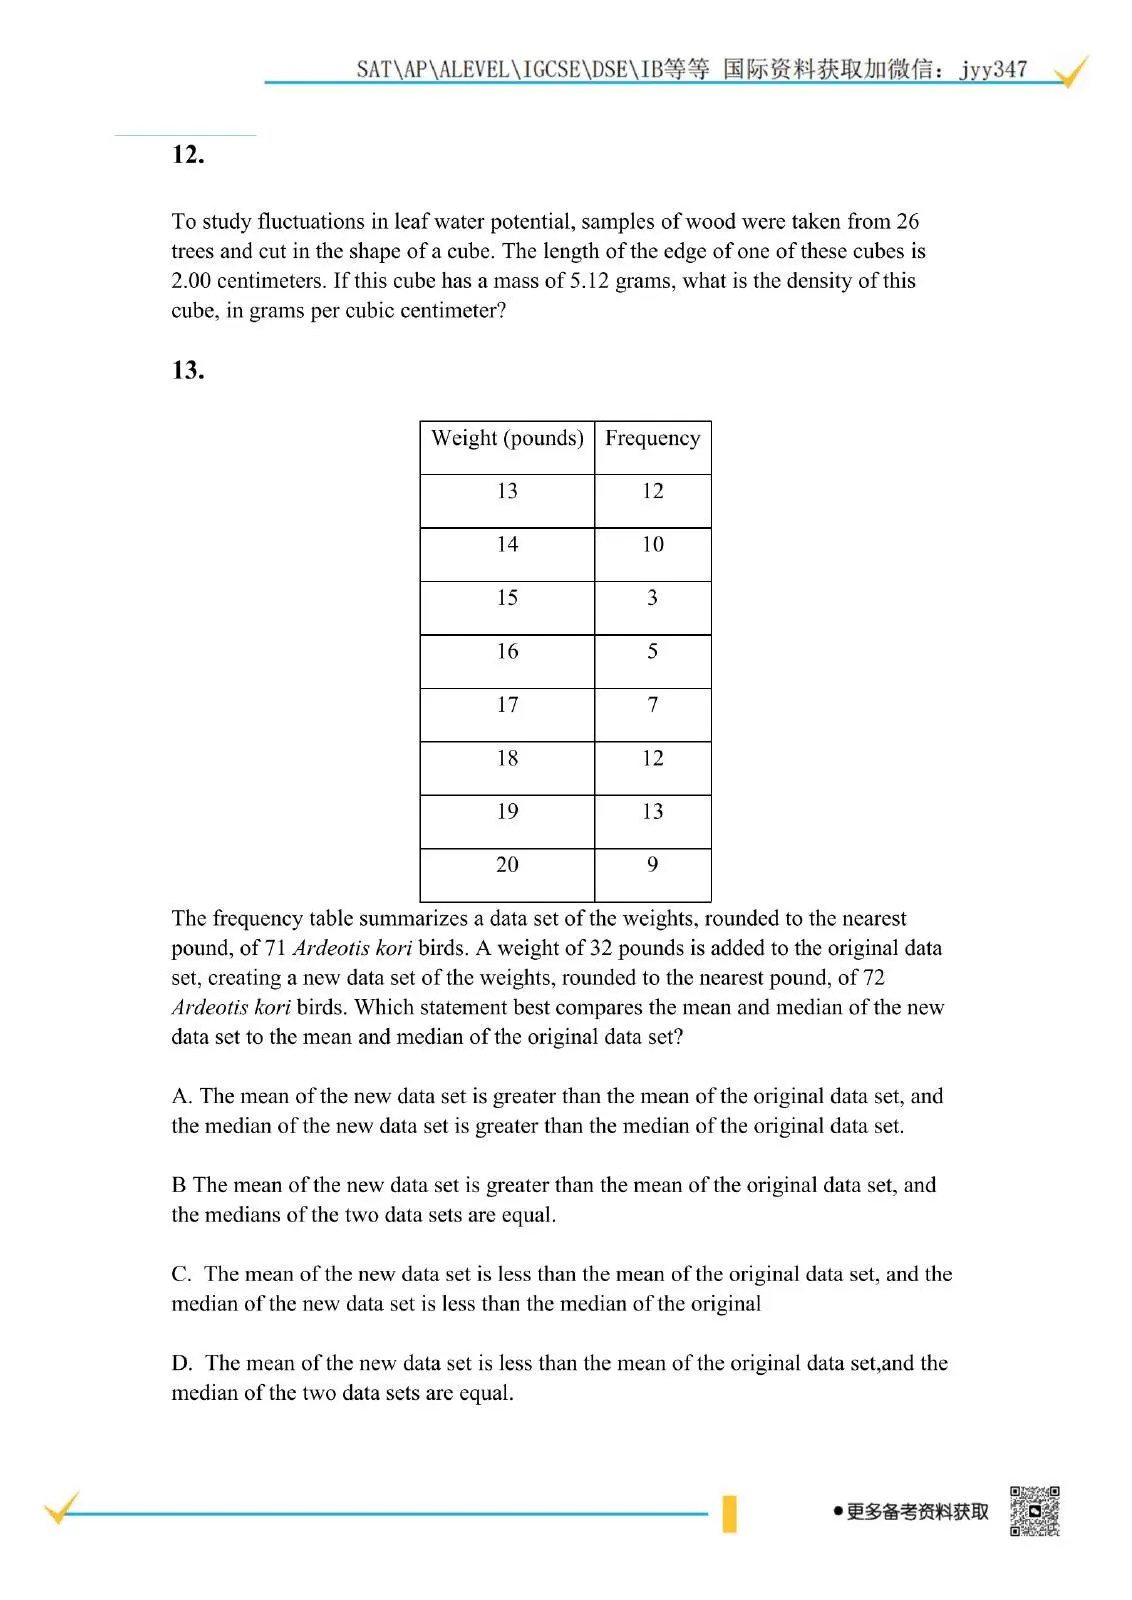 SAT\AP\ALEVEL\IGCSE\DSE\IB等等 国际资料获取加微信：jyy347
12.
To study fluctuations in leaf water potential, samples of wood were taken from 26
trees and cut in the shape of a cube. The length of the edge of one of these cubes is
2.00 centimeters. If this cube has a mass of 5.12 grams, what is the density of this
cube, in grams per cubic centimeter?
13.
Weight (pounds) Frequency
13 12
14 10
15 3
16 5
17 7
18 12
19 13
20 9
The frequency table summarizes a data set of the weights, rounded to the nearest
pound, of 71 Ardeotis kori birds. A weight of 32 pounds is added to the original data
set, creating a new data set of the weights, rounded to the nearest pound, of 72
Ardeotis kori birds. Which statement best compares the mean and median of the new
data set to the mean and median of the original data set?
A. The mean of the new data set is greater than the mean of the original data set, and
the median of the new data set is greater than the median of the original data set.
B The mean of the new data set is greater than the mean of the original data set, and
the medians of the two data sets are equal.
C. The mean of the new data set is less than the mean of the original data set, and the
median of the new data set is less than the median of the original
D. The mean of the new data set is less than the mean of the original data set,and the
median of the two data sets are equal.
●更多备考资料获取